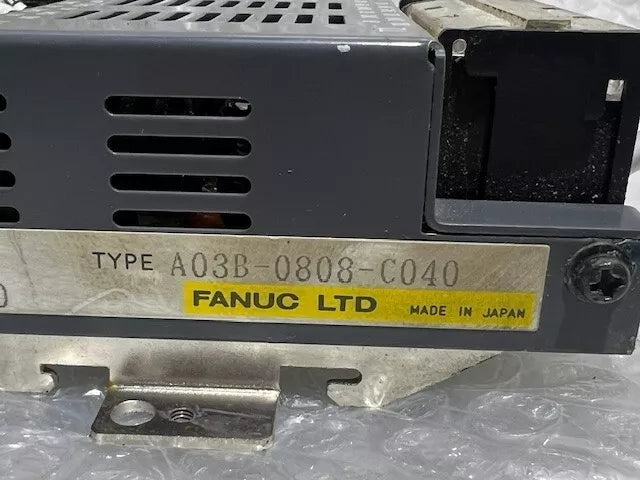 TYPE A03B-0808-C040
FANUC LTD MADE IN JAPAN